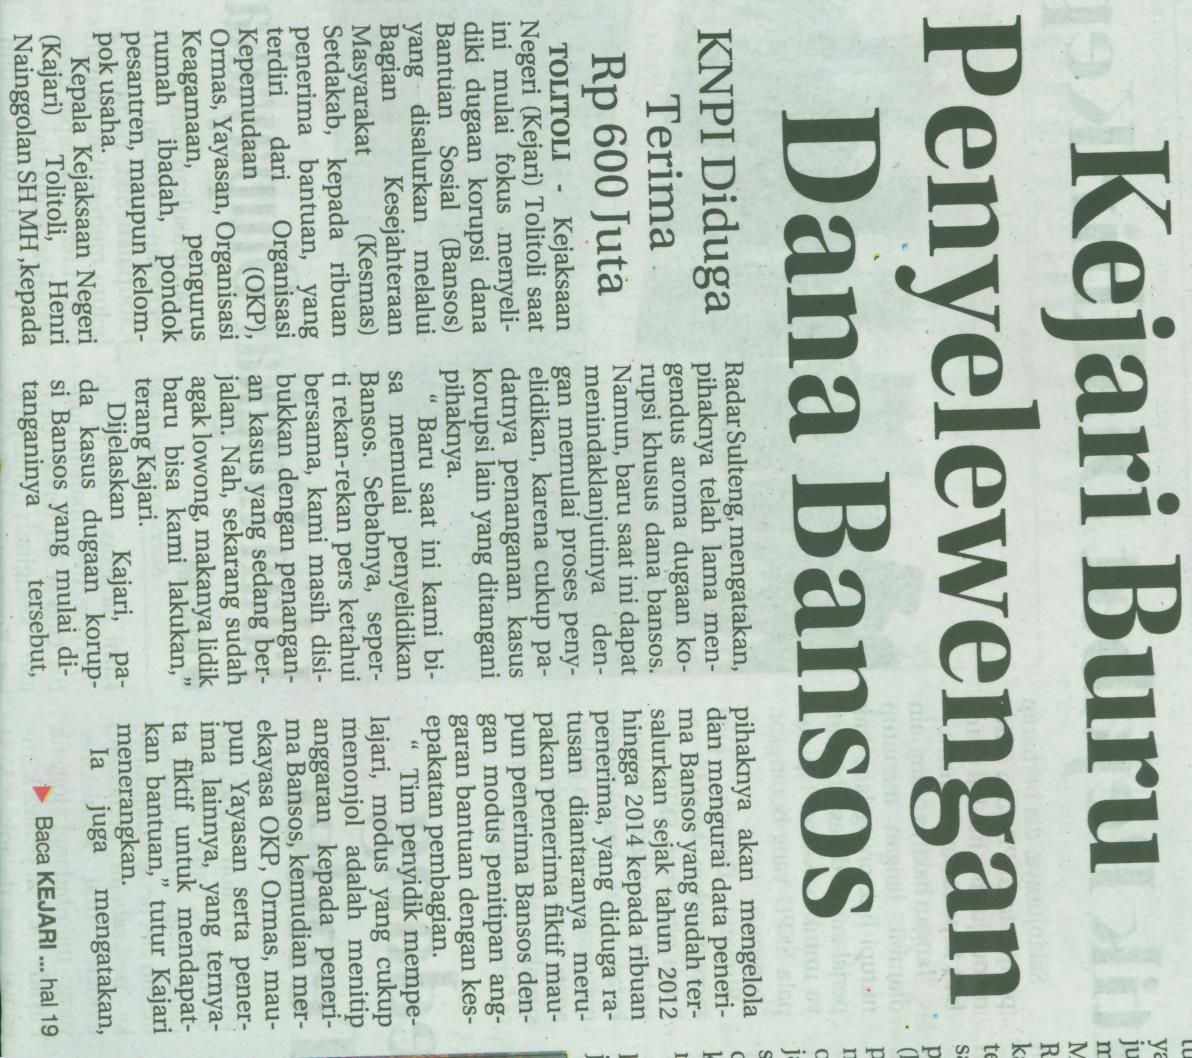 Kejari Buru
Penyelewengan
Dana Bansos
KNPI Diduga
Terima
Rp 600 Juta
TOLITOLI - Kejaksaan
Negeri (Kejari) Tolitoli saat
ini mulai fokus menyeli-
diki dugaan korupsi dana
Bantuan Sosial (Bansos)
yang disalurkan melalui
Bagian Kesejahteraan
Masyarakat (Kesmas)
Setdakab, kepada ribuan
penerima bantuan, yang
terdiri dari Organisasi
Kepemudaan (OKP),
Ormas, Yayasan, Organisasi
Keagamaan, pengurus
rumah ibadah, pondok
pesantren, maupun kelom-
pok usaha.
Kepala Kejaksaan Negeri
(Kajari) Tolitoli, Henri
Nainggolan SH MH ,kepada
Radar Sulteng, mengatakan,
pihaknya telah lama men-
gendus aroma dugaan ko-
rupsi khusus dana bansos.
Namun, baru saat ini dapat
menindaklanjutinya den-
gan memulai proses peny-
elidikan, karena cukup pa-
datnya penanganan kasus
korupsi lain yang ditangani
pihaknya.
“ Baru saat ini kami bi-
sa memulai penyelidikan
Bansos. Sebabnya, seper-
ti rekan-rekan pers ketahui
bersama, kami masih disi-
bukkan dengan penangan-
an kasus yang sedang ber-
jalan. Nah, sekarang sudah
agak lowong, makanya lidik
baru bisa kami lakukan,”
terang Kajari.
Dijelaskan Kajari, pa-
da kasus dugaan korup-
si Bansos yang mulai di-
tanganinya tersebut,
pihaknya akan mengelola
dan mengurai data peneri-
ma Bansos yang sudah ter-
salurkan sejak tahun 2012
hingga 2014 kepada ribuan
penerima, yang diduga ra-
tusan diantaranya meru-
pakan penerima fiktif mau-
pun penerima Bansos den-
gan modus penitipan ang-
garan bantuan dengan kes-
epakatan pembagian.
“ Tim penyidik mempe-
lajari, modus yang cukup
memonjol adalah menitip
anggaran kepada peneri-
ma Bansos, kemudian mer-
ekayasa OKP, Ormas, mau-
pun Yayasan serta pener-
ima lainnya, yang ternya-
ta fiktif untuk mendapat-
kan bantuan,” tutur Kajari
menerangkan.
Ia juga mengatakan,
Baca KEJARI ... hal 19